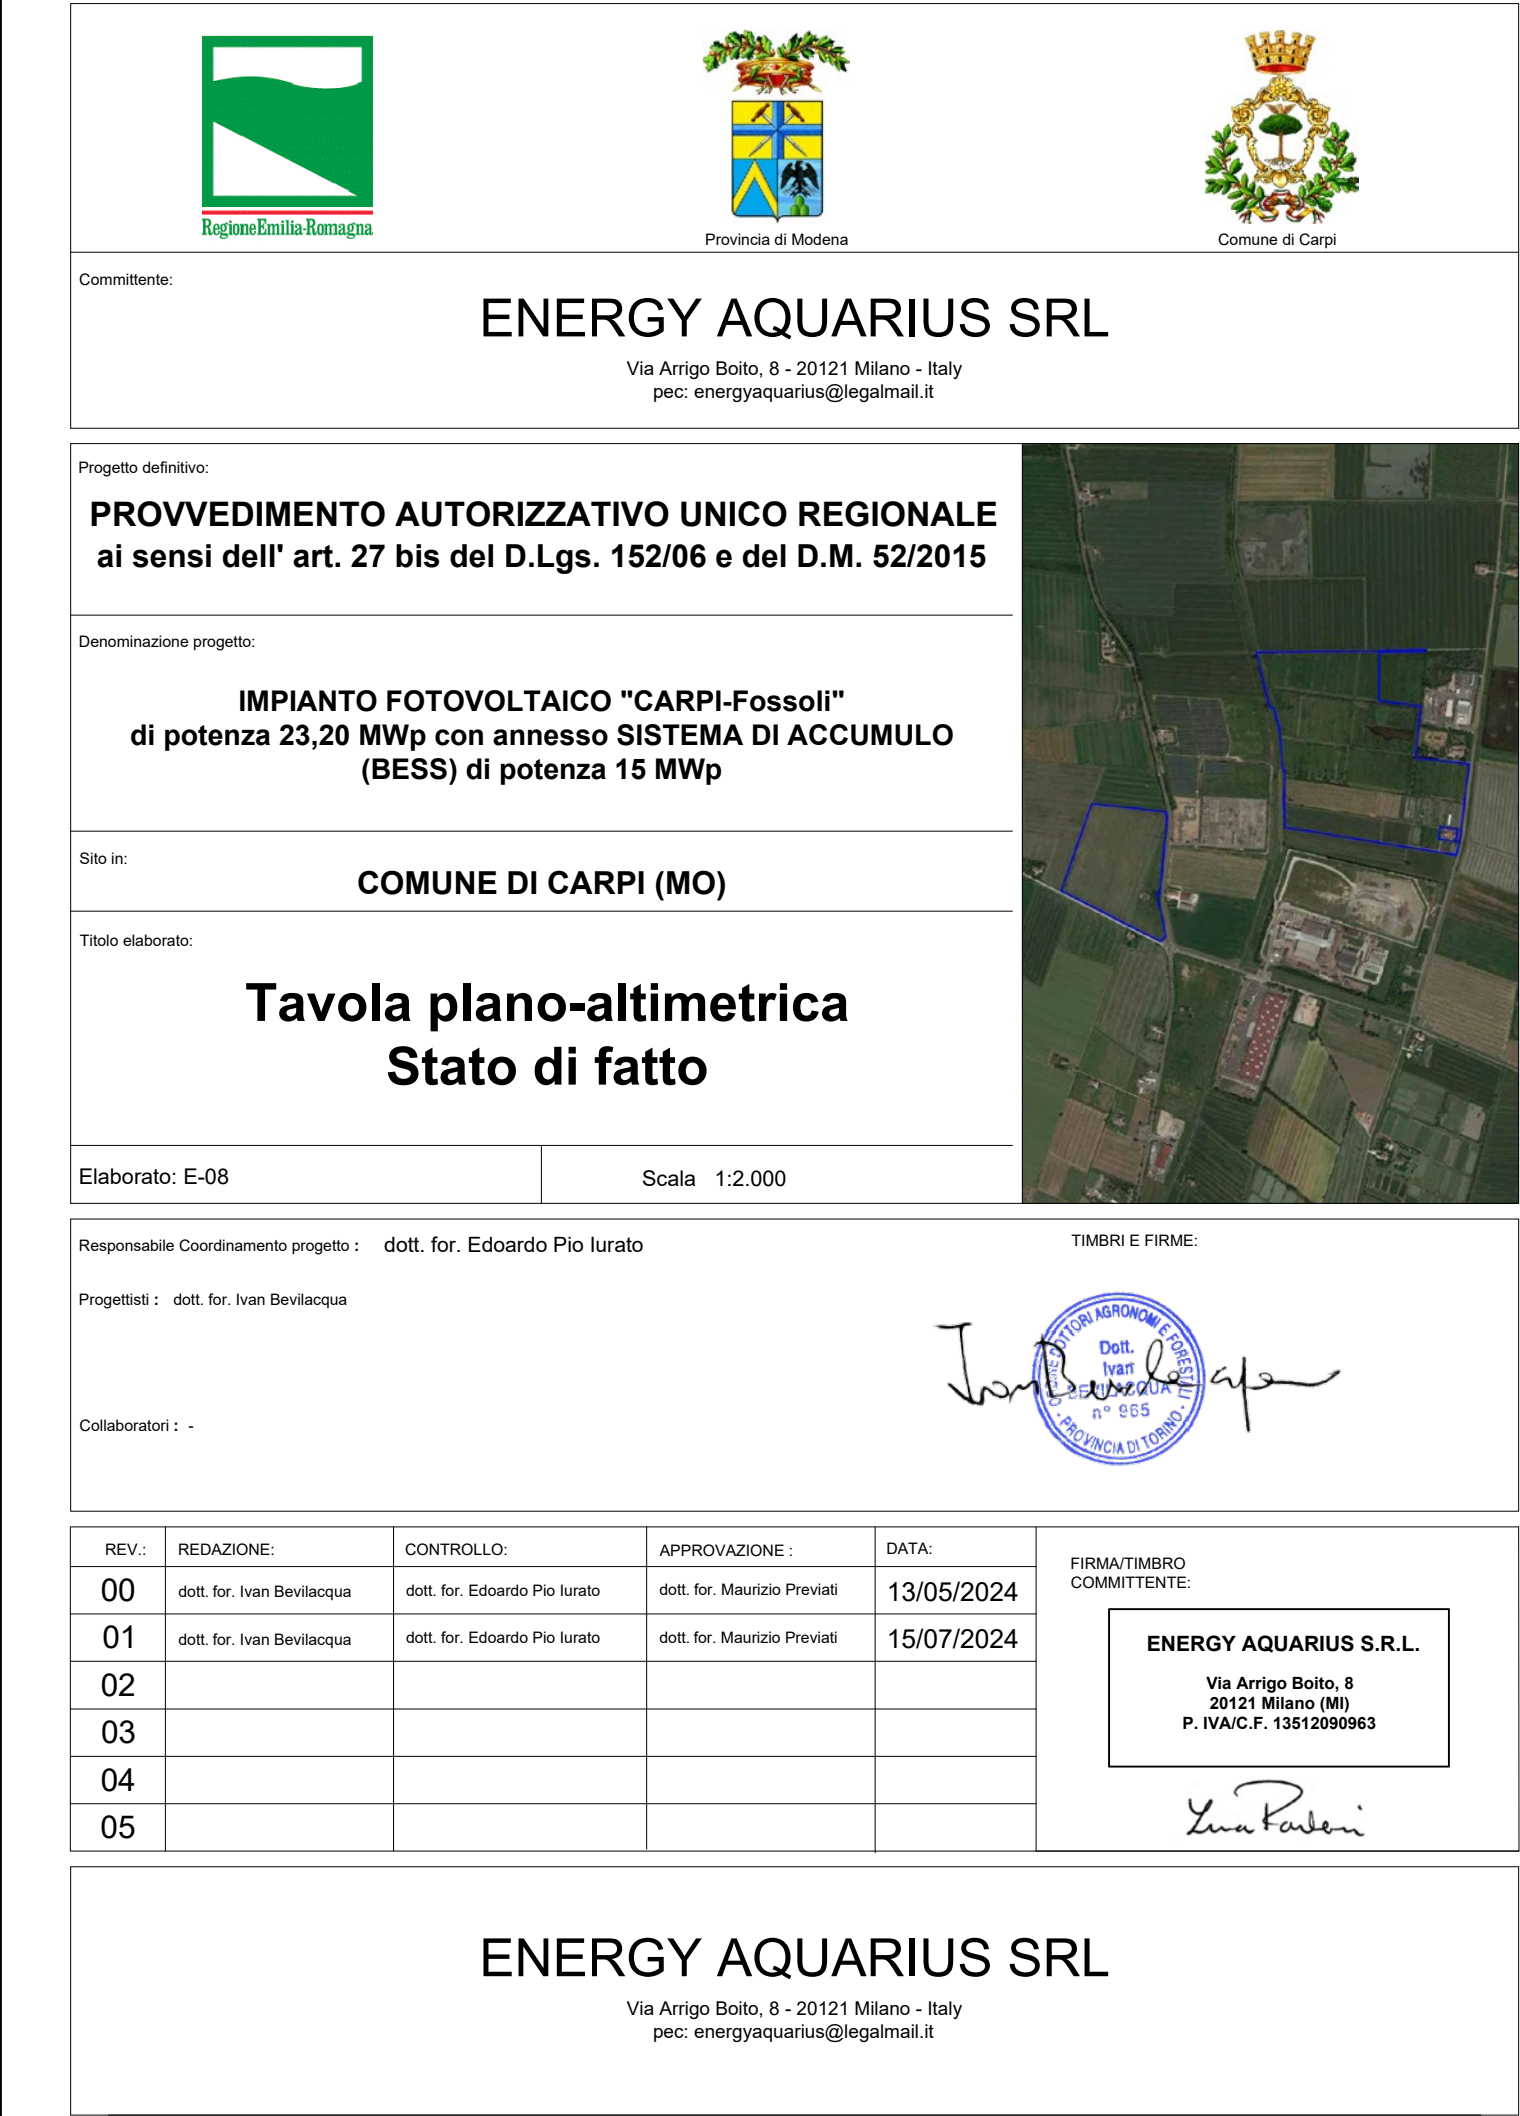 RegioneEmilia-Romagna
Provincia di Modena
Comune di Carpi
Committente:
ENERGY AQUARIUS SRL
Via Arrigo Boito, 8 - 20121 Milano - Italy
pec: energyaquarius@legalmail.it
Progetto definitivo:
PROVVEDIMENTO AUTORIZZATIVO UNICO REGIONALE
ai sensi dell' art. 27 bis del D.Lgs. 152/06 e del D.M. 52/2015
Denominazione progetto:
IMPIANTO FOTOVOLTAICO "CARPI-Fossoli"
di potenza 23,20 MWp con annesso SISTEMA DI ACCUMULO
(BESS) di potenza 15 MWp
Sito in:
COMUNE DI CARPI (MO)
Titolo elaborato:
Tavola plano-altimetrica
Stato di fatto
Elaborato: E-08
Scala 1:2.000
Responsabile Coordinamento progetto : dott. for. Edoardo Pio Iurato
TIMBRI E FIRME:
Progettisti : dott. for. Ivan Bevilacqua
ORDINE DOTTORI AGRONOMI E FORESTALI
Dott.
Ivan
BEVILACQUA
n° 965
- PROVINCIA DI TORINO -
Collaboratori : -
REV.: REDAZIONE: CONTROLLO: APPROVAZIONE : DATA:
00 dott. for. Ivan Bevilacqua dott. for. Edoardo Pio Iurato dott. for. Maurizio Previati 13/05/2024
01 dott. for. Ivan Bevilacqua dott. for. Edoardo Pio Iurato dott. for. Maurizio Previati 15/07/2024
02
03
04
05
FIRMA/TIMBRO
COMMITTENTE:
ENERGY AQUARIUS S.R.L.
Via Arrigo Boito, 8
20121 Milano (MI)
P. IVA/C.F. 13512090963
ENERGY AQUARIUS SRL
Via Arrigo Boito, 8 - 20121 Milano - Italy
pec: energyaquarius@legalmail.it